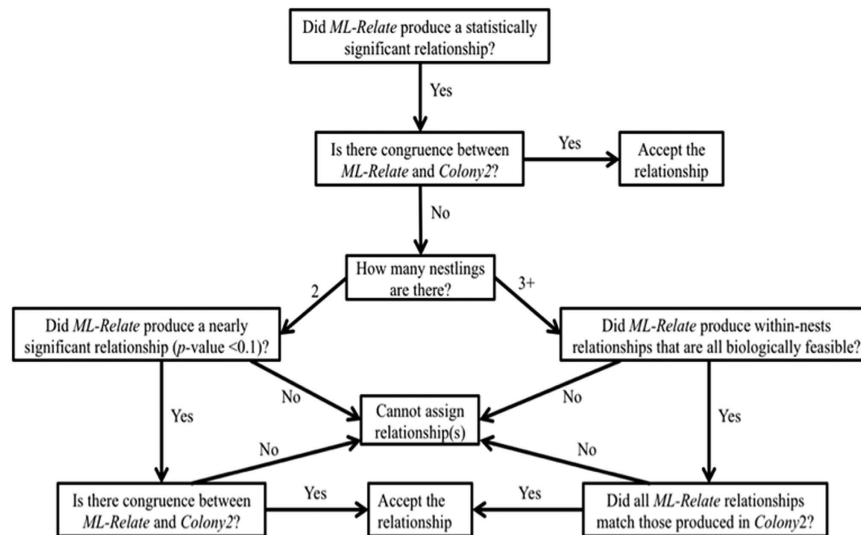 Did ML-Relate produce a statistically
significant relationship?
Yes
Is there congruence between
ML-Relate and Colony2?
Yes
Accept the
relationship
No
How many nestlings
are there?
2
3+
Did ML-Relate produce a nearly
significant relationship (p-value <0.1)?
Did ML-Relate produce within-nests
relationships that are all biologically feasible?
No
No
Yes
Cannot assign
relationship(s)
Yes
No
No
Is there congruence between
ML-Relate and Colony2?
Yes
Accept the
relationship
Yes
Did all ML-Relate relationships
match those produced in Colony2?